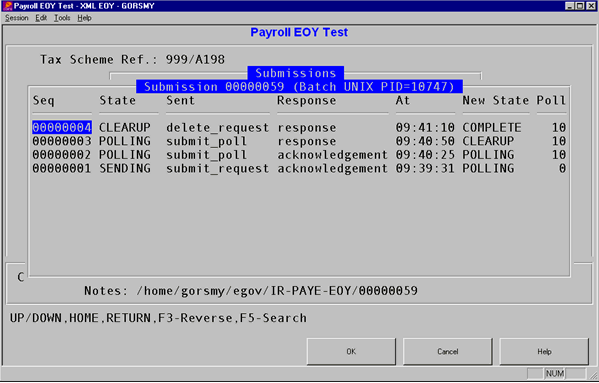 Payroll EOY Test - XML EOY - GORSMY
Session Edit Tools Help
Payroll EOY Test
Tax Scheme Ref.: 999/A198
Submissions
Submission 00000059 (Batch UNIX PID=10747)
Seq State Sent Response At New State Poll
00000004 CLEARUP delete_request response 09:41:10 COMPLETE 10
00000003 POLLING submit_poll response 09:40:50 CLEARUP 10
00000002 POLLING submit_poll acknowledgement 09:40:25 POLLING 10
00000001 SENDING submit_request acknowledgement 09:39:31 POLLING 0
C
Notes: /home/gorsmy/egov/IR-PAYE-EOY/00000059
UP/DOWN,HOME,RETURN,F3-Reverse,F5-Search
OK Cancel Help
NUM